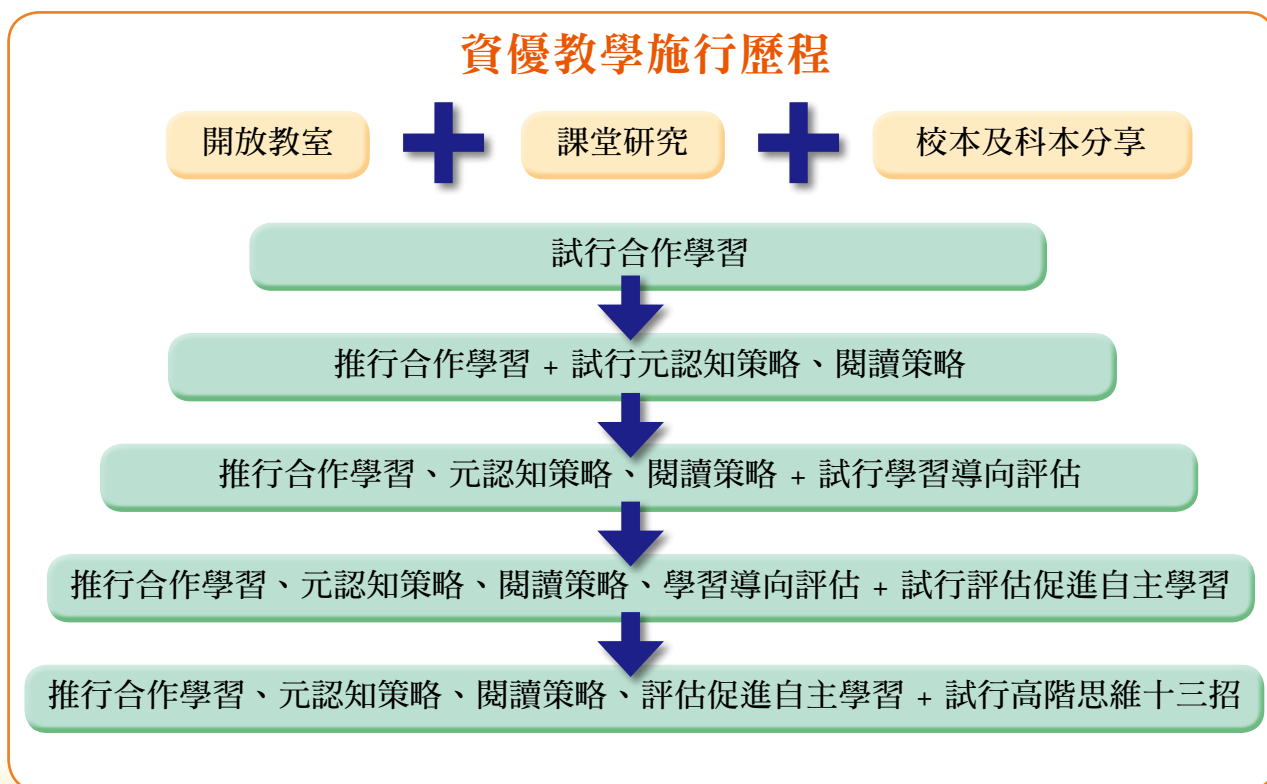 資優教學施行歷程
開放教室
課堂研究
校本及科本分享
試行合作學習
推行合作學習 + 試行元認知策略、閱讀策略
推行合作學習、元認知策略、閱讀策略 + 試行學習導向評估
推行合作學習、元認知策略、閱讀策略、學習導向評估 + 試行評估促進自主學習
推行合作學習、元認知策略、閱讀策略、評估促進自主學習 + 試行高階思維十三招